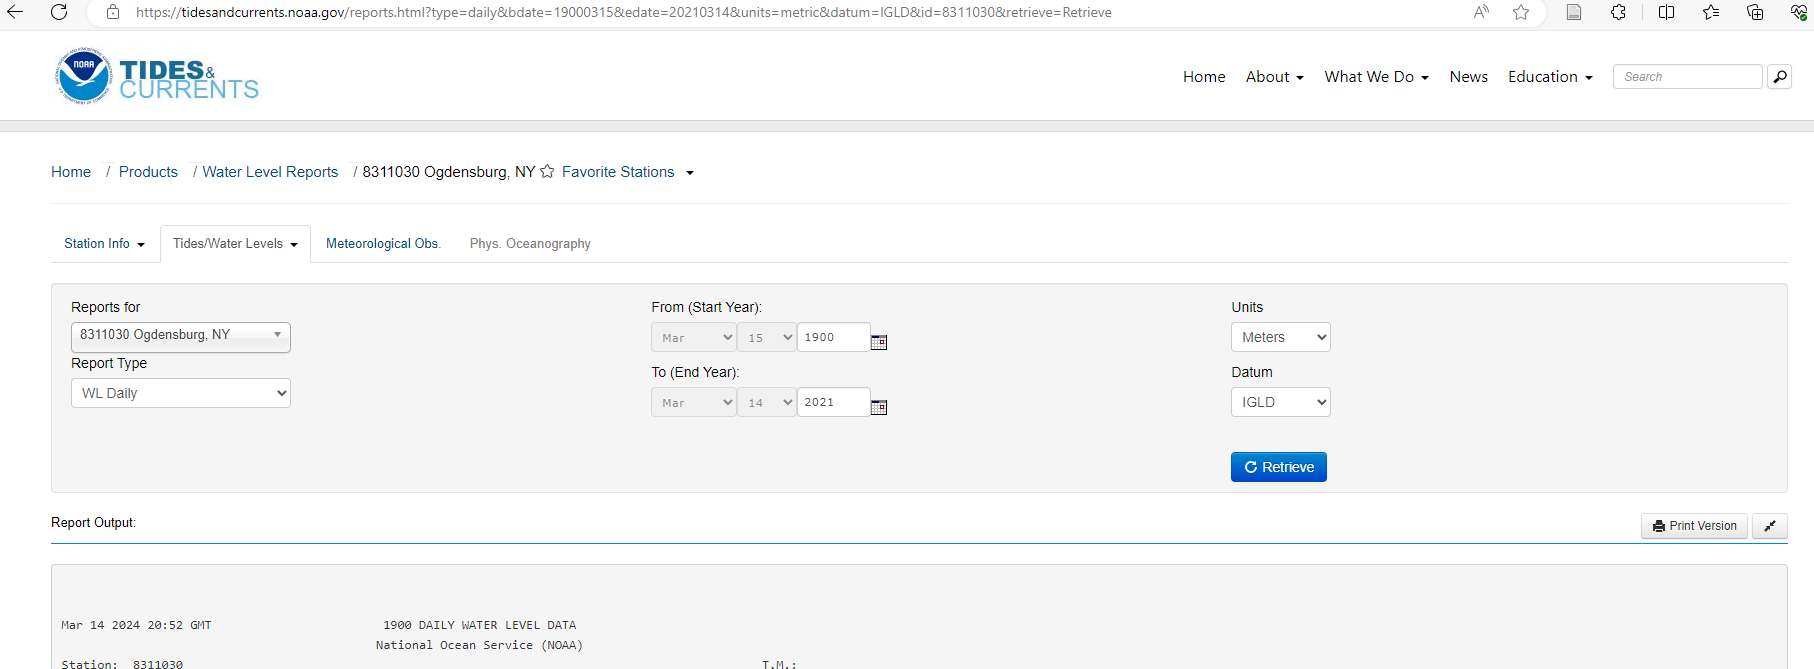 https://tidesandcurrents.noaa.gov/reports.html?type=daily&bdate=19000315&edate=20210314&units=metric&datum=IGLD&id=8311030&retrieve=Retrieve
NOAA
TIDES&
CURRENTS
Home About What We Do News Education Search
Home / Products / Water Level Reports / 8311030 Ogdensburg, NY Favorite Stations
Station Info Tides/Water Levels Meteorological Obs. Phys. Oceanography
Reports for
8311030 Ogdensburg, NY
Report Type
WL Daily
From (Start Year):
Mar 15 1900
To (End Year):
Mar 14 2021
Units
Meters
Datum
IGLD
Retrieve
Report Output:
Print Version
Mar 14 2024 20:52 GMT 1900 DAILY WATER LEVEL DATA
National Ocean Service (NOAA)
Station: 8311030 T.M.: